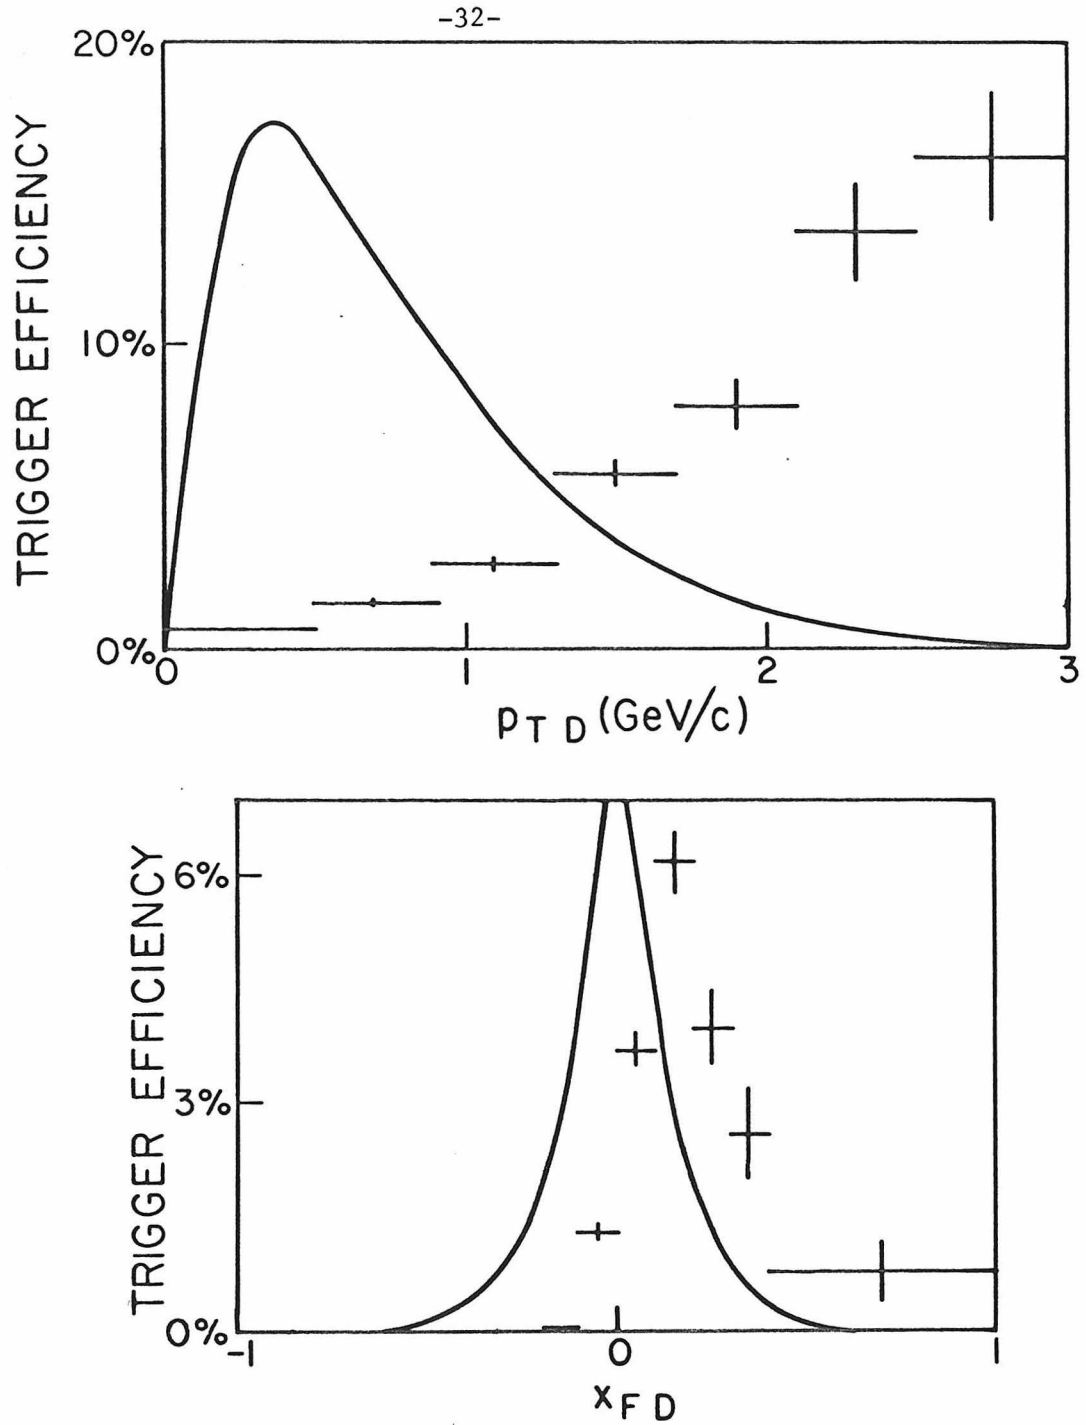 -32-
20%
TRIGGER EFFICIENCY
10%
0%
0 1 2 3
pT D (GeV/c)
TRIGGER EFFICIENCY
6%
3%
0%
-1 0 1
xF D